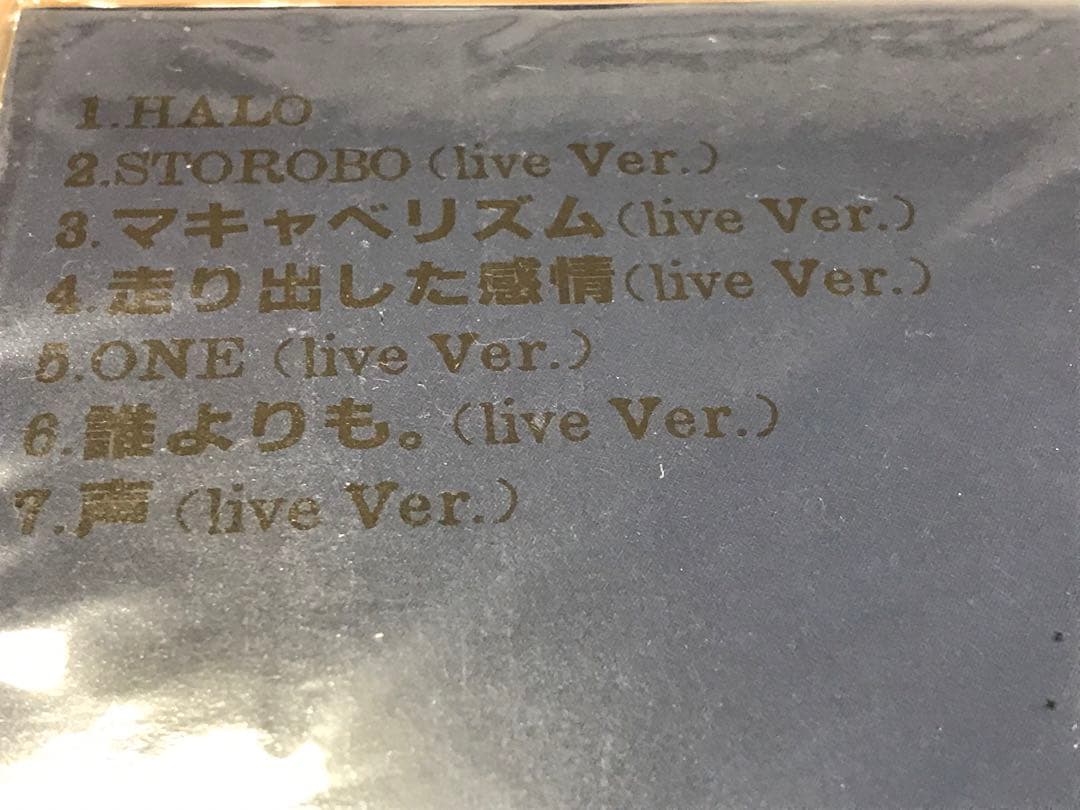 1.HALO
2.STOROBO (live Ver.)
3.マキャベリズム(live Ver.)
4.走り出した感情(live Ver.)
5.ONE (live Ver.)
6.誰よりも。(live Ver.)
7.声 (live Ver.)